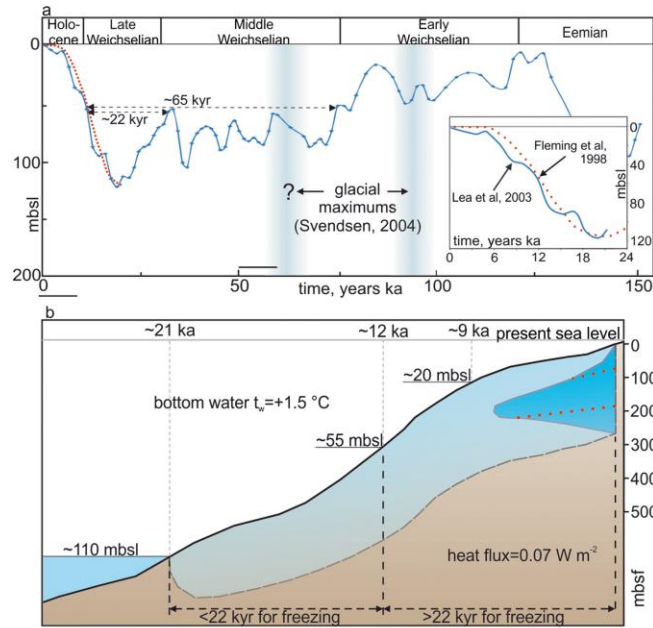 a
Holo-
cene
Late
Weichselian
Middle
Weichselian
Early
Weichselian
Eemian
0
100
200
mbsl
~65 kyr
~22 kyr
?
glacial
maximums
(Svendsen, 2004)
Fleming et al,
1998
Lea et al, 2003
0
40
80
120
mbsl
time, years ka
0 6 12 18 24
0 50 100 150
time, years ka
b
~21 ka
~12 ka
~9 ka
present sea level
bottom water tw=+1.5 °C
~20 mbsl
~55 mbsl
~110 mbsl
0
100
200
300
400
500
mbsf
heat flux=0.07 W m-2
<22 kyr for freezing
>22 kyr for freezing